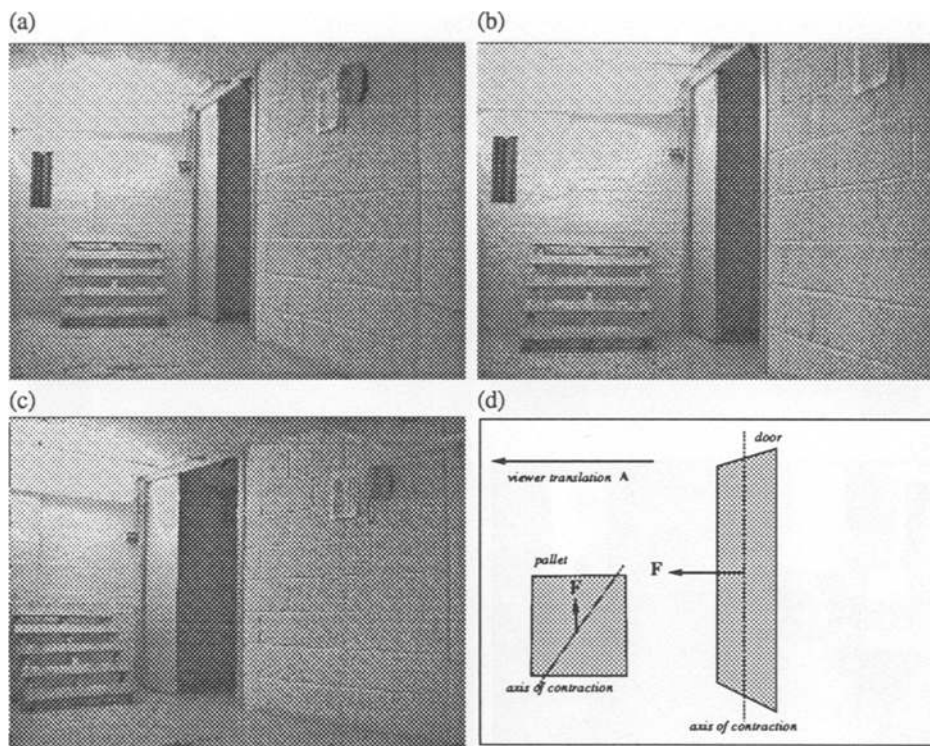 (a)
(b)
(c)
(d)
door
viewer translation A
pallet
F
F
axis of contraction
axis of contraction